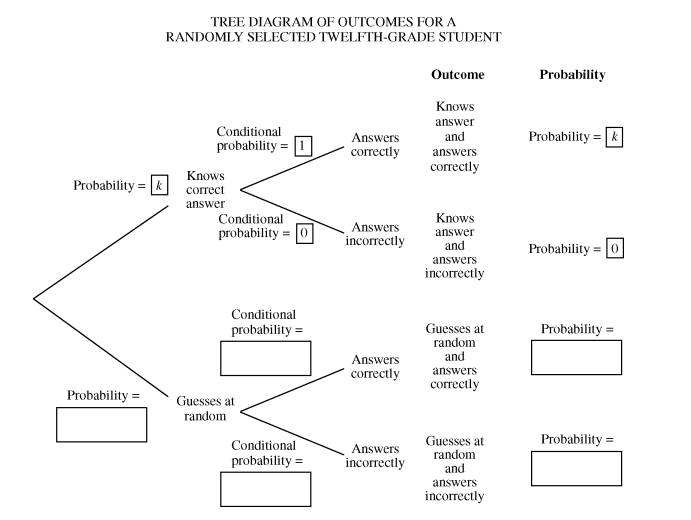 TREE DIAGRAM OF OUTCOMES FOR A
RANDOMLY SELECTED TWELFTH-GRADE STUDENT
Outcome
Probability
Conditional
probability = 1
Answers
correctly
Knows
answer
and
answers
correctly
Probability = k
Probability = k
Knows
correct
answer
Conditional
probability = 0
Answers
incorrectly
Knows
answer
and
answers
incorrectly
Probability = 0
Conditional
probability =
Answers
correctly
Guesses at
random
and
answers
correctly
Probability =
Probability =
Guesses at
random
Conditional
probability =
Answers
incorrectly
Guesses at
random
and
answers
incorrectly
Probability =